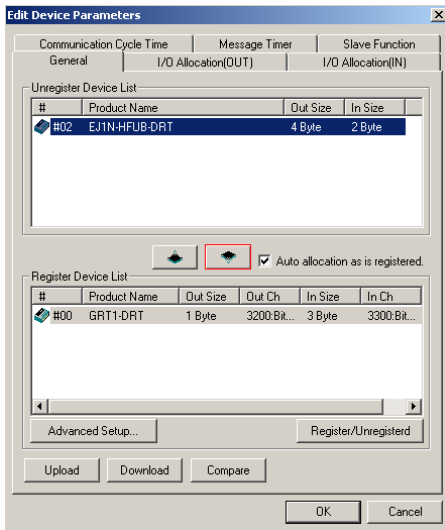 Edit Device Parameters
Communication Cycle Time Message Timer Slave Function
General I/O Allocation(OUT) I/O Allocation(IN)
Unregister Device List
# Product Name Out Size In Size
#02 EJ1N-HFUB-DRT 4 Byte 2 Byte
Auto allocation as is registered.
Register Device List
# Product Name Out Size Out Ch In Size In Ch
#00 GRT1-DRT 1 Byte 3200:Bit... 3 Byte 3300:Bit...
Advanced Setup... Register/Unregisterd
Upload Download Compare
OK Cancel